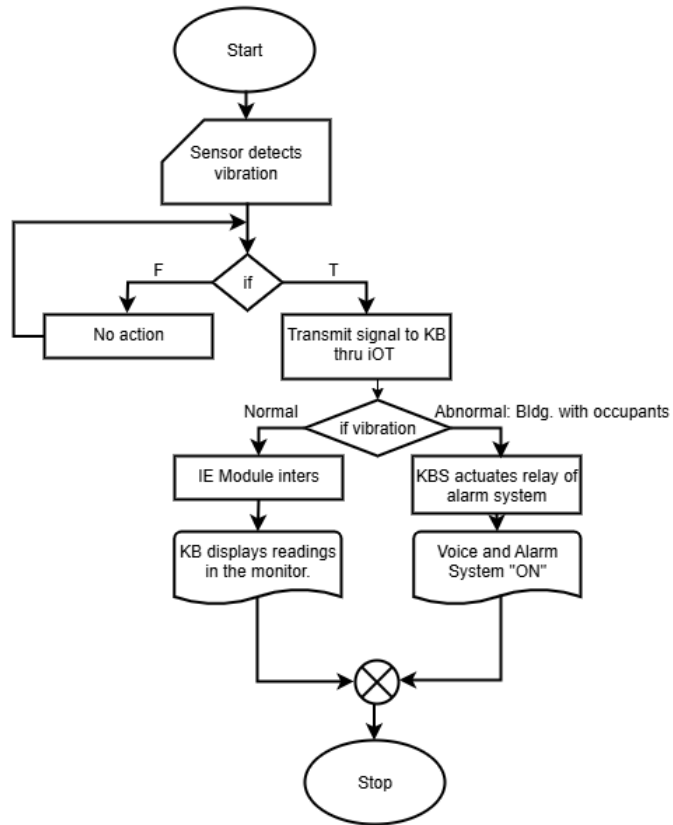 Start
Sensor detects
vibration
F
if
T
No action
Transmit signal to KB
thru iOT
Normal
if vibration
Abnormal: Bldg. with occupants
IE Module inters
KBS actuates relay of
alarm system
KB displays readings
in the monitor.
Voice and Alarm
System "ON"
Stop